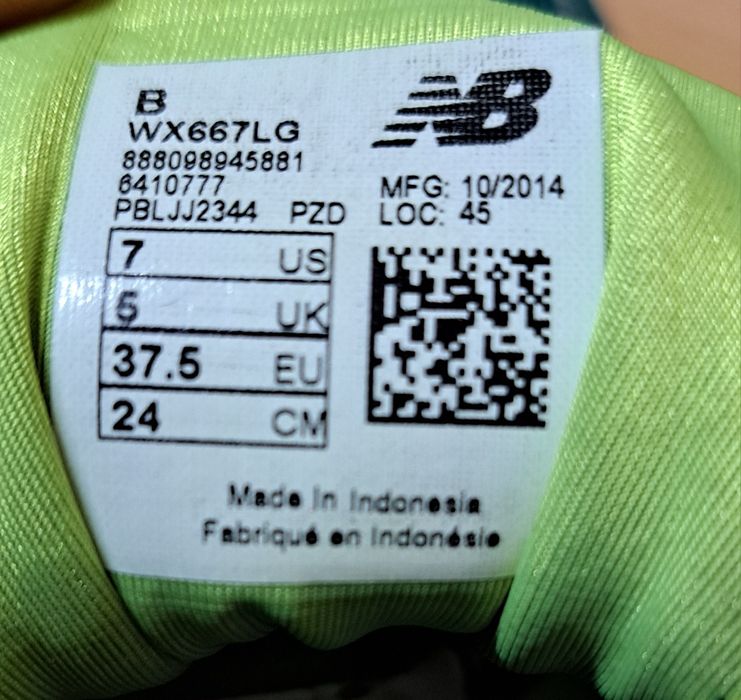 B
WX667LG
888098945881
6410777
PBLJJ2344 PZD
NB
MFG: 10/2014
LOC: 45
7 US
5 UK
37.5 EU
24 CM
Made in Indonesia
Fabriqué en Indonésie